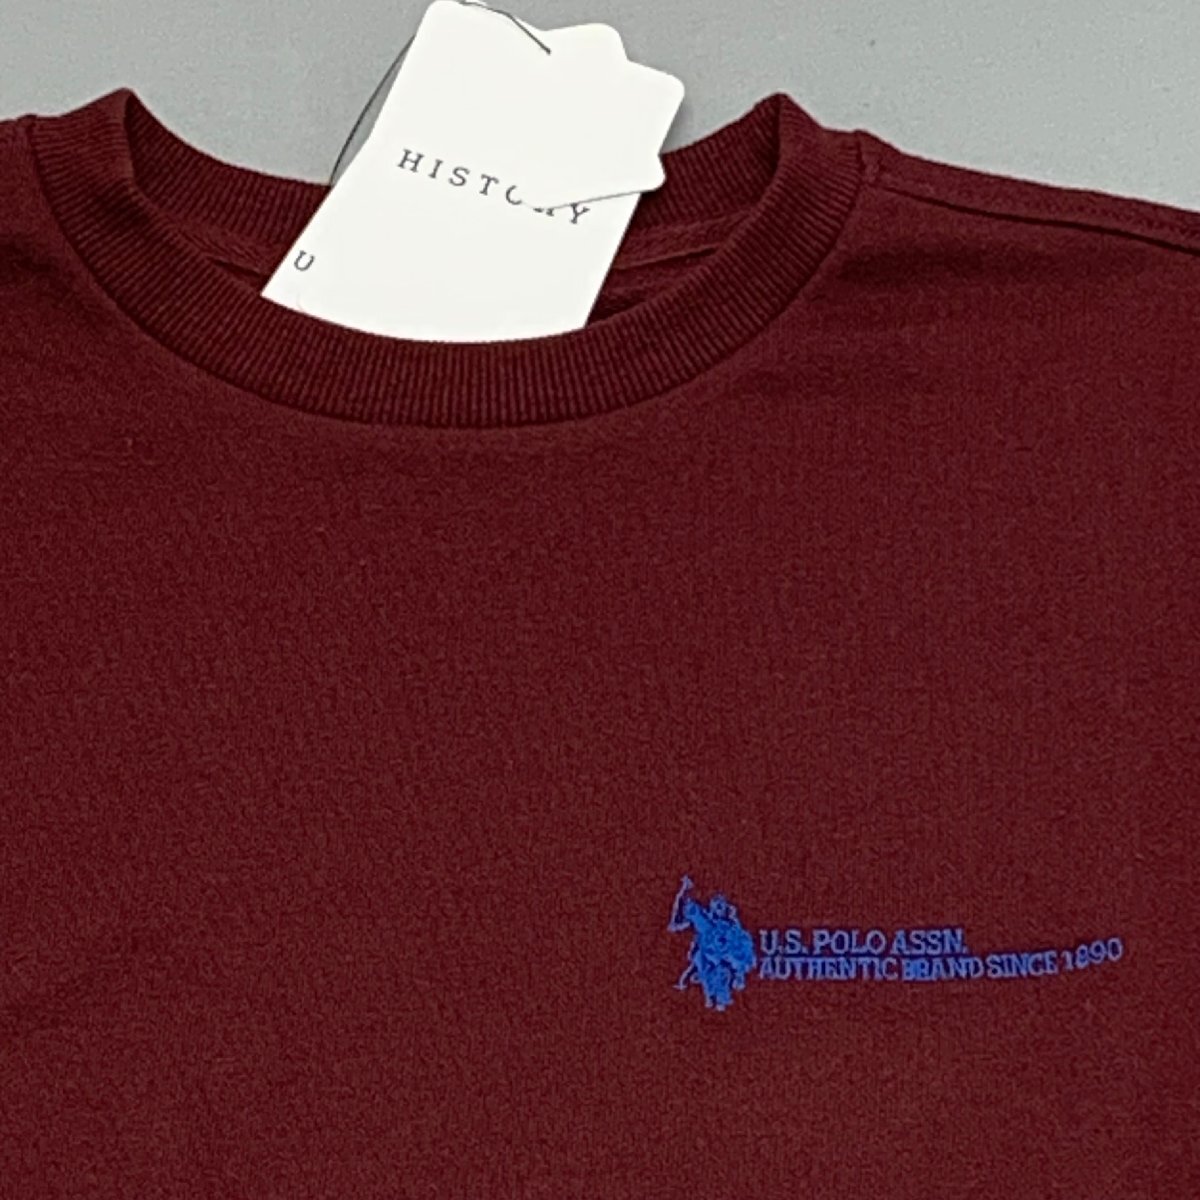 HISTORY
U
U.S. POLO ASSN.
AUTHENTIC BRAND SINCE 1890